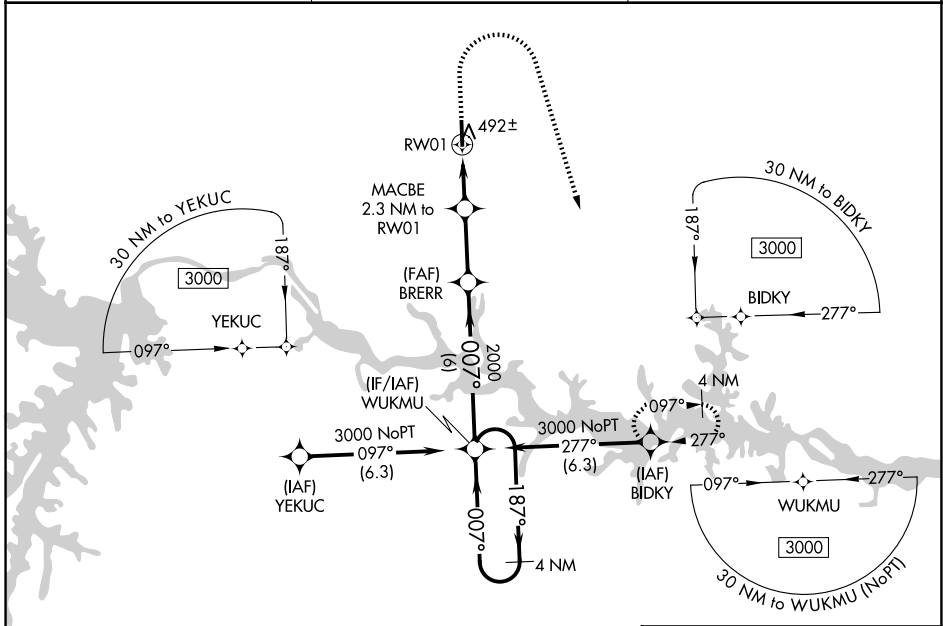 492±
RW01
MACBE
2.3 NM to
RW01
(FAF)
BRERR
30 NM to YEKUC
187°
3000
YEKUC
097°
30 NM to BIDKY
187°
3000
BIDKY
277°
2000
007°
(6)
(IF/IAF)
WUKMU
3000 NoPT
097°
(6.3)
(IAF)
YEKUC
3000 NoPT
277°
(6.3)
4 NM
097°
277°
(IAF)
BIDKY
007°
187°
4 NM
097°
277°
WUKMU
3000
30 NM to WUKMU (NoPT)